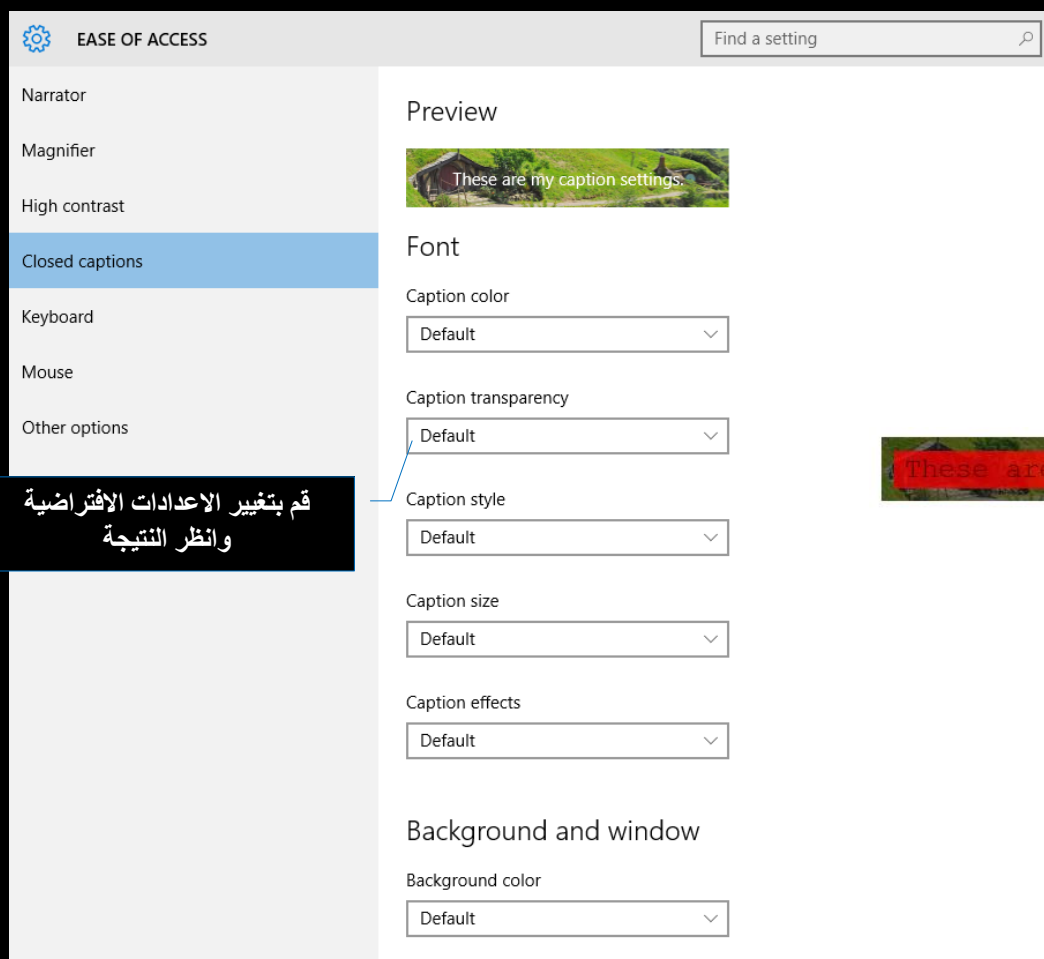 EASE OF ACCESS
Find a setting
Narrator
Magnifier
High contrast
Closed captions
Keyboard
Mouse
Other options
قم بتغيير الاعدادات الافتراضية
وانظر النتيجة
Preview
These are my caption settings.
Font
Caption color
Default
Caption transparency
Default
Caption style
Default
Caption size
Default
Caption effects
Default
Background and window
Background color
Default
These are